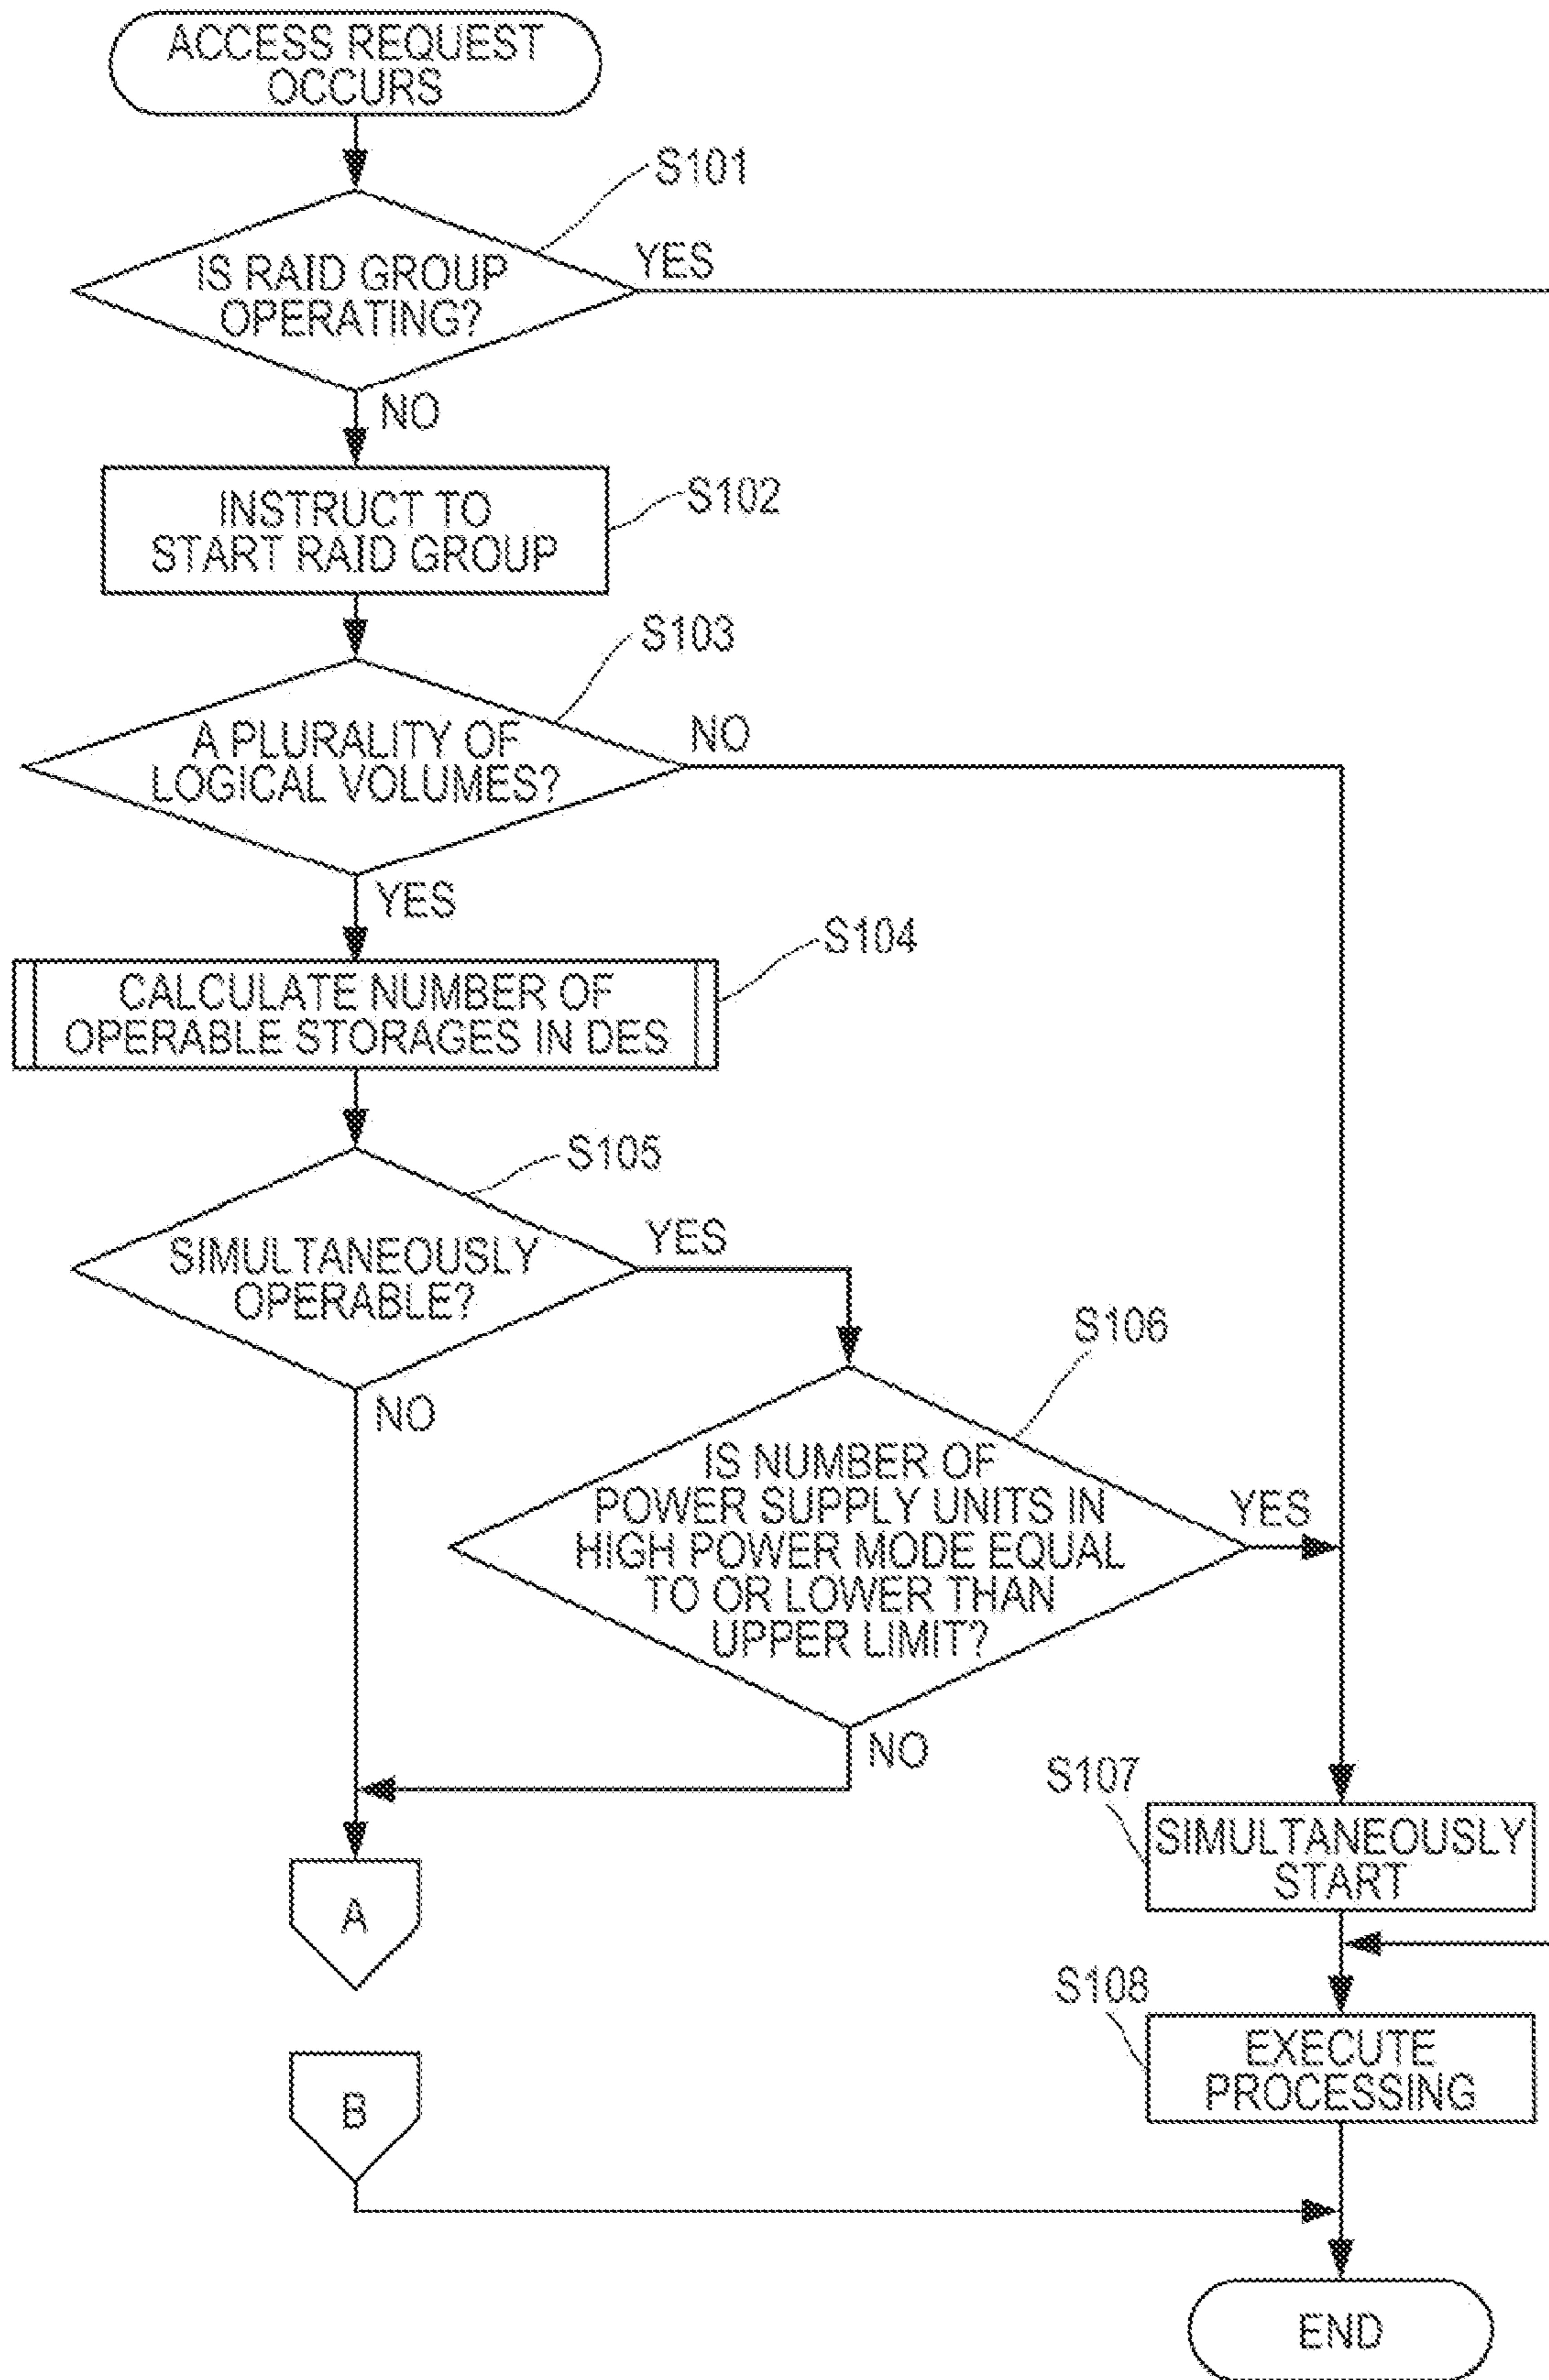 ACCESS REQUEST
OCCURS
S101
IS RAID GROUP
OPERATING?
YES
NO
INSTRUCT TO
START RAID GROUP
S102
S103
A PLURALITY OF
LOGICAL VOLUMES?
NO
YES
S104
CALCULATE NUMBER OF
OPERABLE STORAGES IN DES
S105
SIMULTANEOUSLY
OPERABLE?
YES
NO
S106
IS NUMBER OF
POWER SUPPLY UNITS IN
HIGH POWER MODE EQUAL
TO OR LOWER THAN
UPPER LIMIT?
YES
NO
S107
SIMULTANEOUSLY
START
A
S108
EXECUTE
PROCESSING
B
END